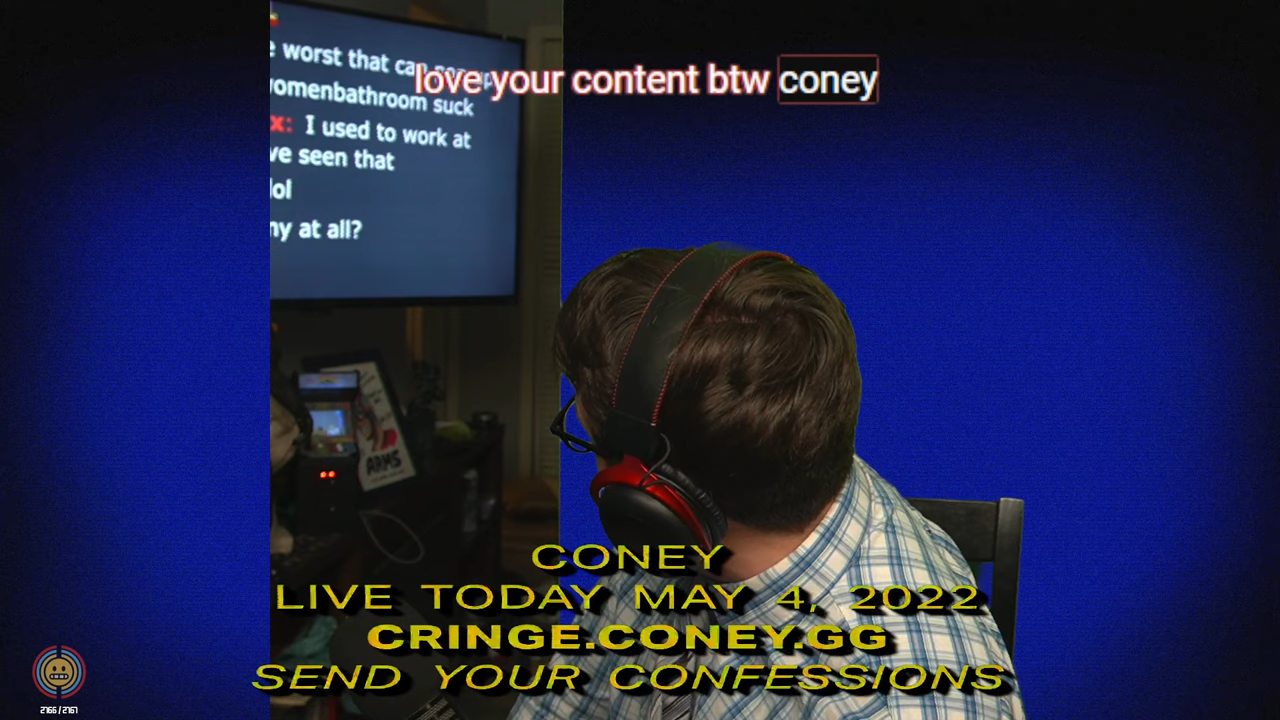 love your content btw coney
worst that can
omenbathroom suck
x: I used to work at
ve seen that
lol
ny at all?
ARMS
CONEY
LIVE TODAY MAY 4, 2022
CRINGE.CONEY.GG
SEND YOUR CONFESSIONS
2766 / 2767